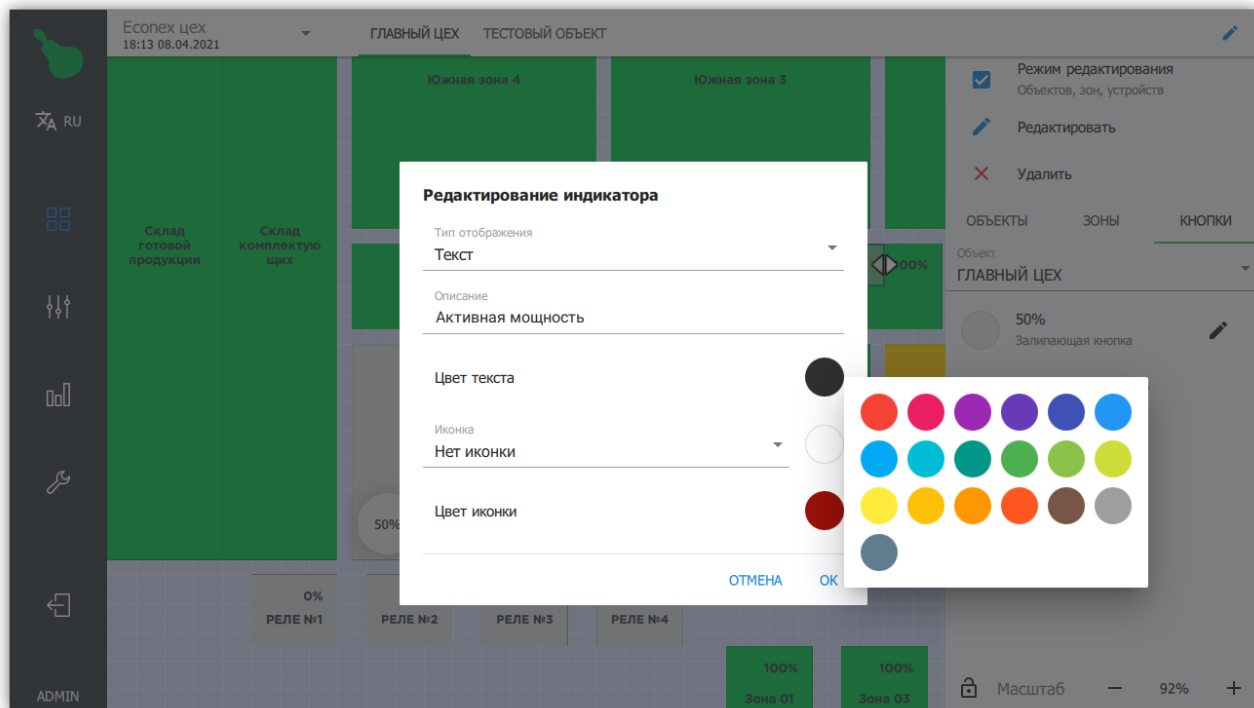 Econex цех
18:13 08.04.2021
ГЛАВНЫЙ ЦЕХ ТЕСТОВЫЙ ОБЪЕКТ
RU
ADMIN
Южная зона 4
Южная зона 3
Склад
готовой
продукции
Склад
комплектую
щих
50%
0%
РЕЛЕ №1
РЕЛЕ №2
РЕЛЕ №3
РЕЛЕ №4
100%
Зона 01
100%
Зона 03
Редактирование индикатора
Тип отображения
Текст
Описание
Активная мощность
Цвет текста
Иконка
Нет иконки
Цвет иконки
ОТМЕНА ОК
Режим редактирования
Объектов, зон, устройств
Редактировать
Удалить
ОБЪЕКТЫ ЗОНЫ КНОПКИ
Объект
ГЛАВНЫЙ ЦЕХ
50%
Залипающая кнопка
Масштаб — 92% +